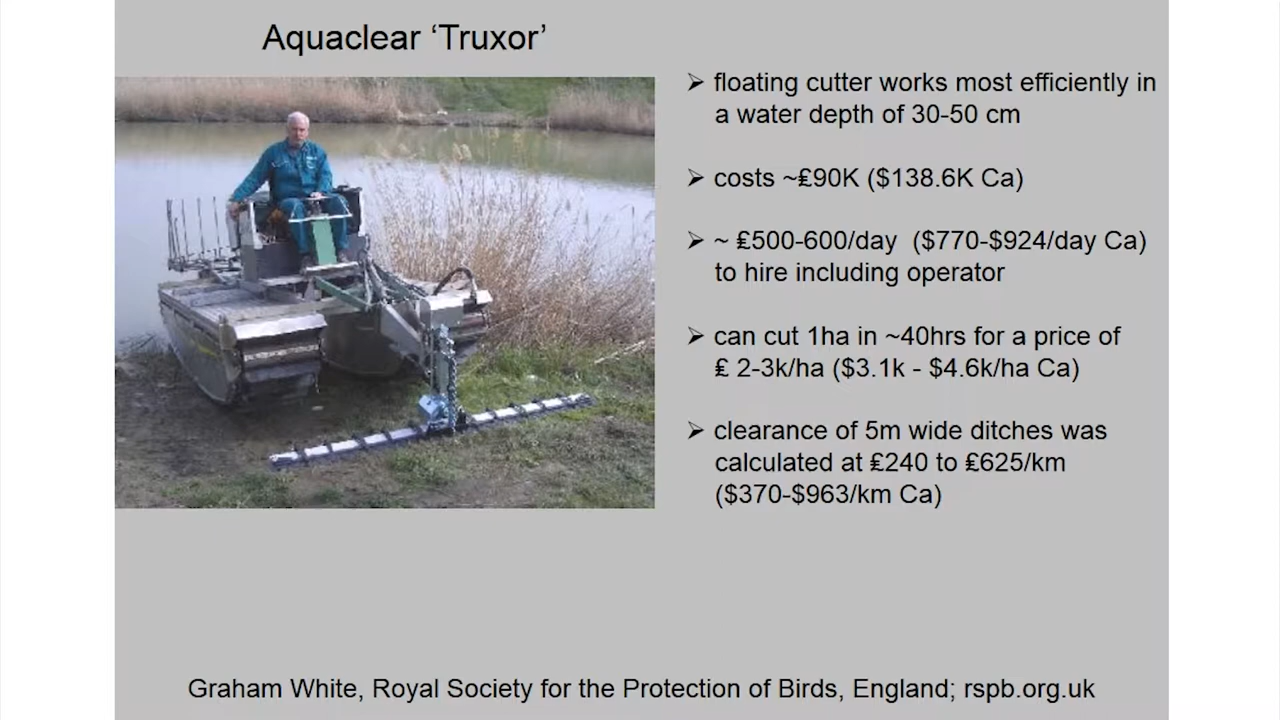 Aquaclear ‘Truxor’
➢ floating cutter works most efficiently in
a water depth of 30-50 cm
➢ costs ~₤90K ($138.6K Ca)
➢ ~ ₤500-600/day ($770-$924/day Ca)
to hire including operator
➢ can cut 1ha in ~40hrs for a price of
₤ 2-3k/ha ($3.1k - $4.6k/ha Ca)
➢ clearance of 5m wide ditches was
calculated at ₤240 to ₤625/km
($370-$963/km Ca)
Graham White, Royal Society for the Protection of Birds, England; rspb.org.uk